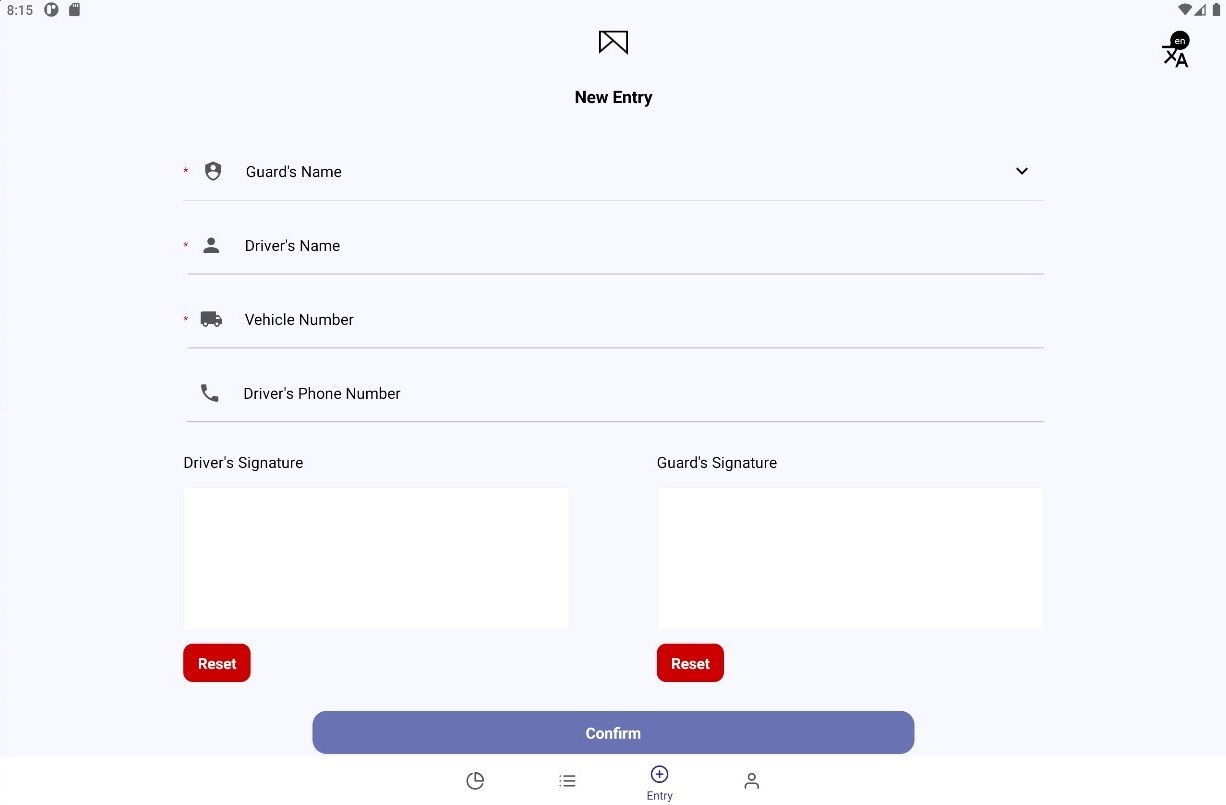 8:15
en
New Entry
* Guard's Name
* Driver's Name
* Vehicle Number
Driver's Phone Number
Driver's Signature
Guard's Signature
Reset
Reset
Confirm
Entry